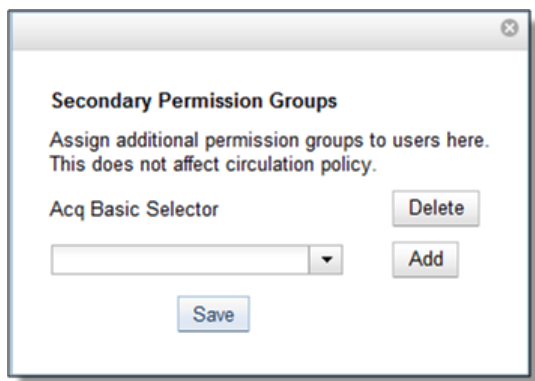 Secondary Permission Groups
Assign additional permission groups to users here.
This does not affect circulation policy.
Acq Basic Selector Delete
Add
Save